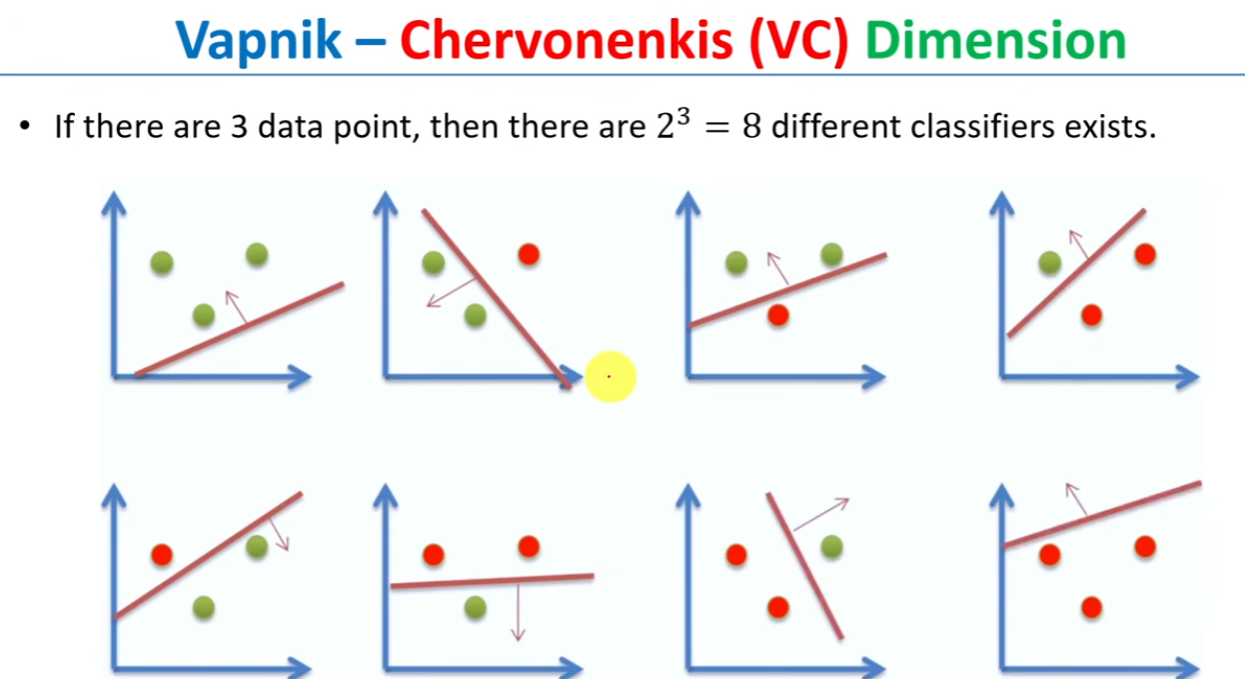 Vapnik – Chervonenkis (VC) Dimension
• If there are 3 data point, then there are 2³ = 8 different classifiers exists.